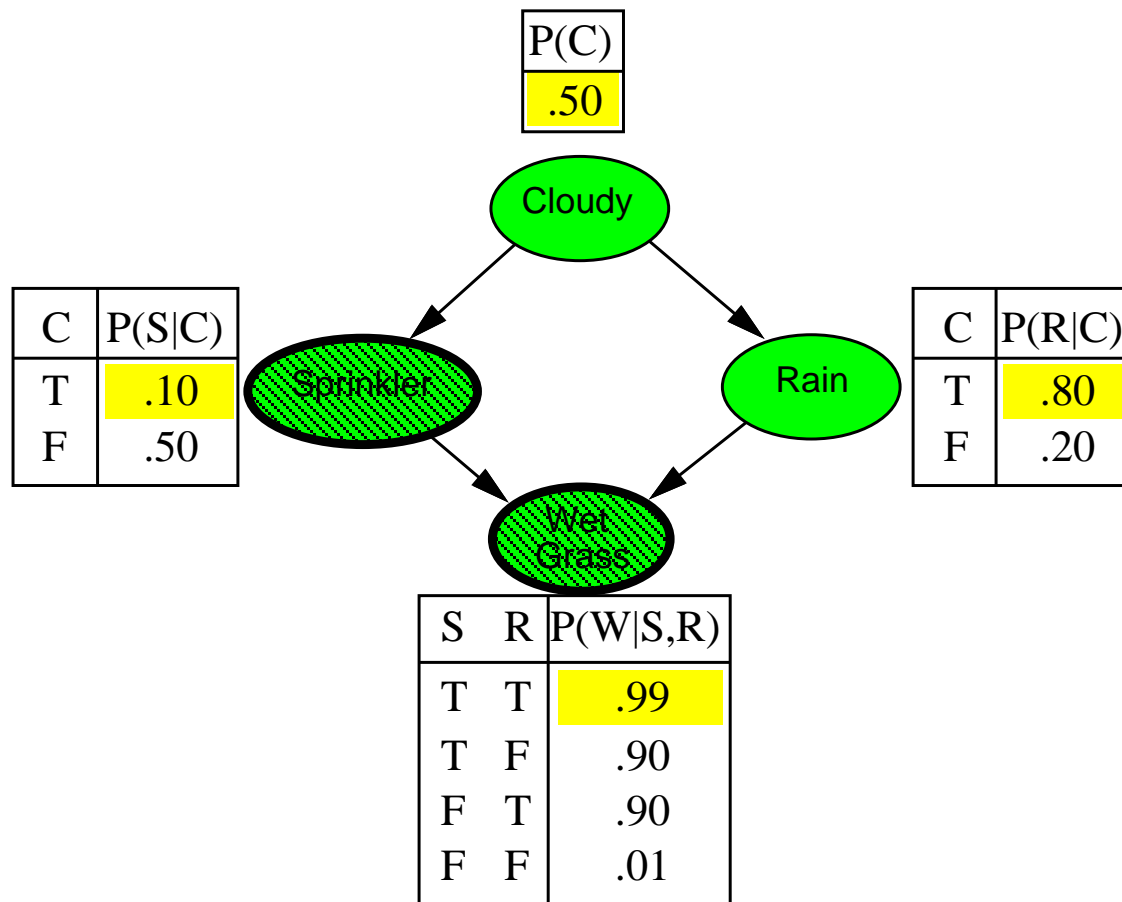 P(C)
.50
Cloudy
C P(S|C)
T .10
F .50
Sprinkler
Rain
C P(R|C)
T .80
F .20
Wet
Grass
S R P(W|S,R)
T T .99
T F .90
F T .90
F F .01